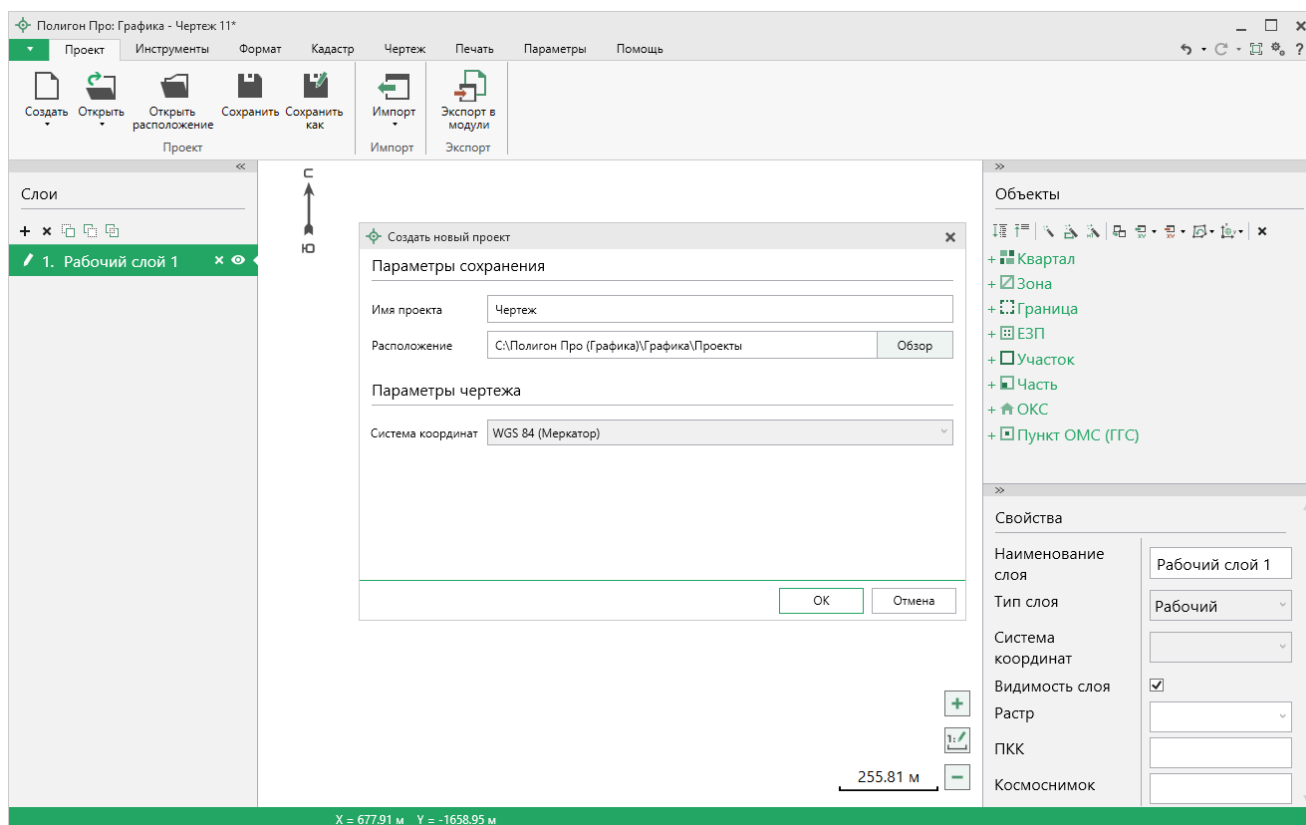 Полигон Про: Графика - Чертеж 11*
Проект Инструменты Формат Кадастр Чертеж Печать Параметры Помощь
Создать Открыть Открыть расположение Сохранить Сохранить как Импорт Экспорт в модули
Проект Импорт Экспорт
Слои
1. Рабочий слой 1
С
Ю
Создать новый проект
Параметры сохранения
Имя проекта Чертеж
Расположение С:\Полигон Про (Графика)\Графика\Проекты Обзор
Параметры чертежа
Система координат WGS 84 (Меркатор)
ОК Отмена
255.81 м
Объекты
+ Квартал
+ Зона
+ Граница
+ ЕЗП
+ Участок
+ Часть
+ ОКС
+ Пункт ОМС (ГГС)
Свойства
Наименование слоя Рабочий слой 1
Тип слоя Рабочий
Система координат
Видимость слоя
Растр
ПКК
Космоснимок
X = 677.91 м Y = -1658.95 м